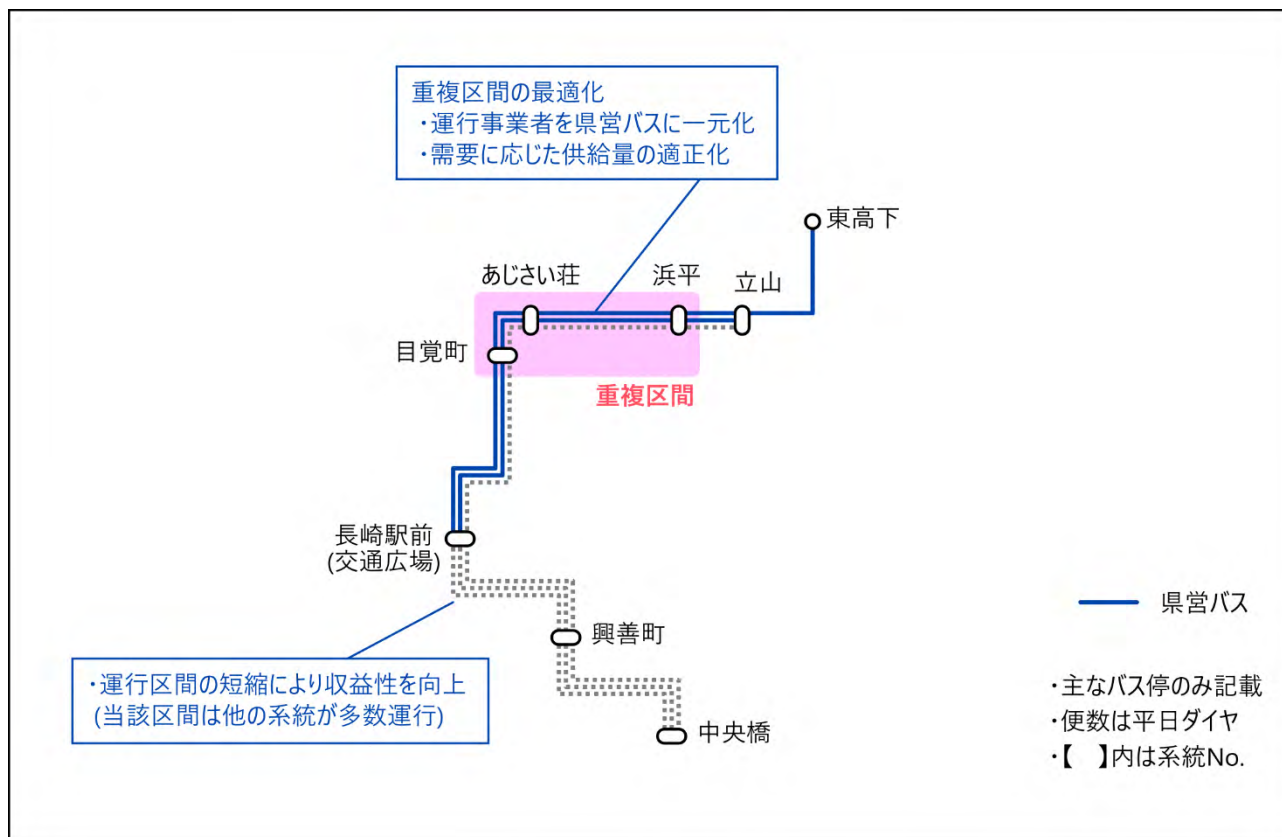 重複区間の最適化
・運行事業者を県営バスに一元化
・需要に応じた供給量の適正化
東高下
あじさい荘
浜平
立山
目覚町
重複区間
長崎駅前
(交通広場)
興善町
県営バス
・運行区間の短縮により収益性を向上
(当該区間は他の系統が多数運行)
中央橋
・主なバス停のみ記載
・便数は平日ダイヤ
・【　】内は系統No.